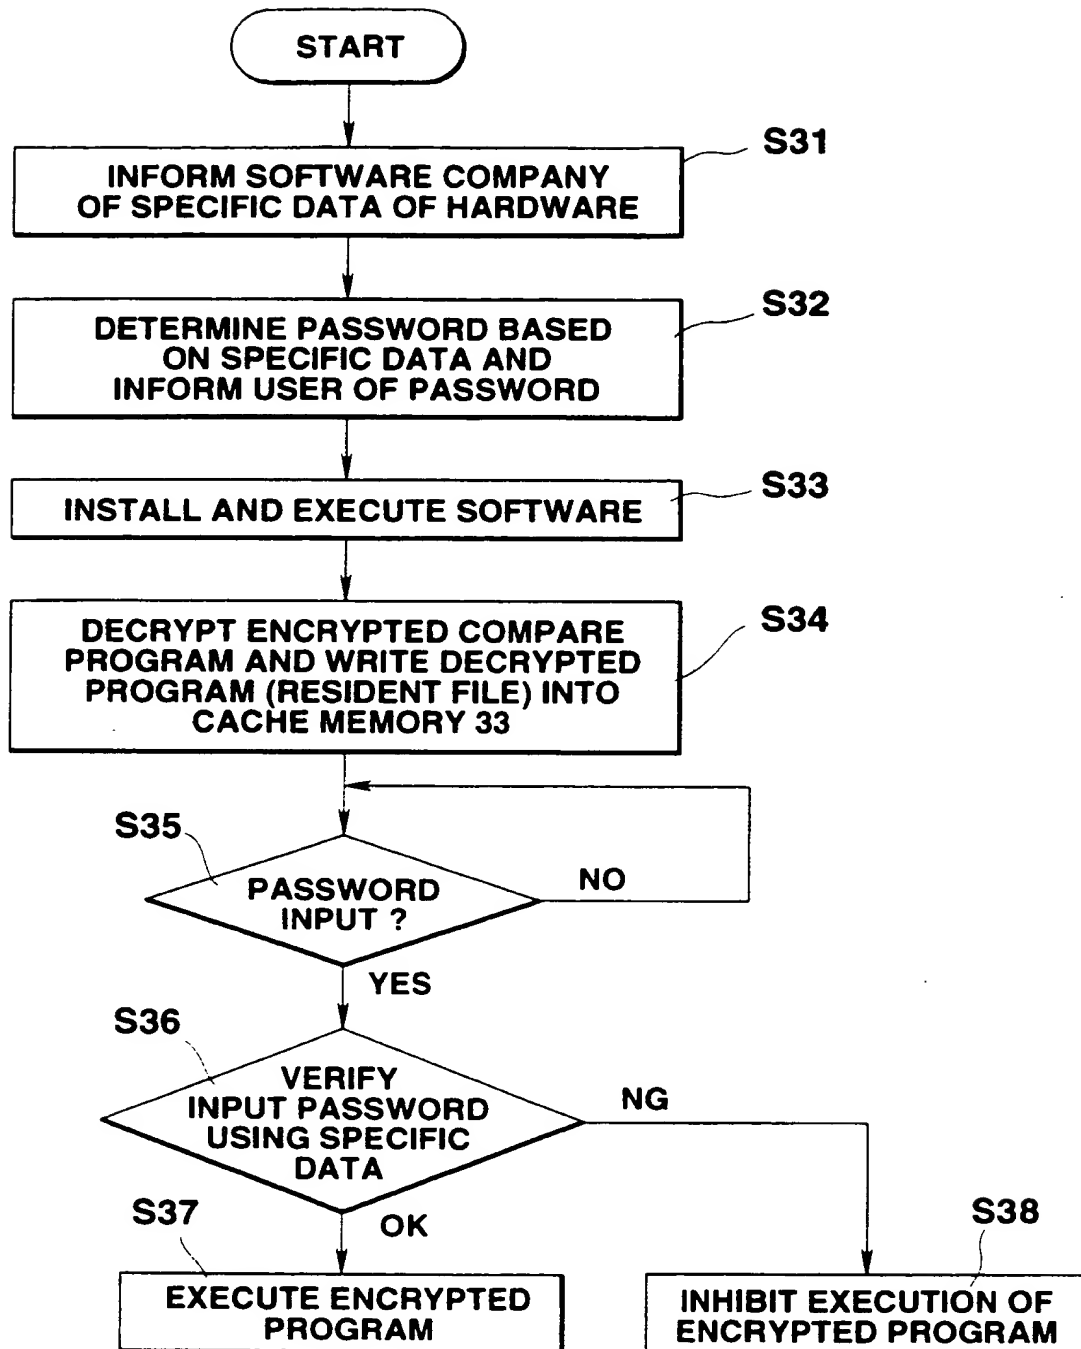 START
S31
INFORM SOFTWARE COMPANY
OF SPECIFIC DATA OF HARDWARE
S32
DETERMINE PASSWORD BASED
ON SPECIFIC DATA AND
INFORM USER OF PASSWORD
S33
INSTALL AND EXECUTE SOFTWARE
S34
DECRYPT ENCRYPTED COMPARE
PROGRAM AND WRITE DECRYPTED
PROGRAM (RESIDENT FILE) INTO
CACHE MEMORY 33
S35
PASSWORD
INPUT ?
NO
YES
S36
VERIFY
INPUT PASSWORD
USING SPECIFIC
DATA
NG
OK
S37
EXECUTE ENCRYPTED
PROGRAM
S38
INHIBIT EXECUTION OF
ENCRYPTED PROGRAM